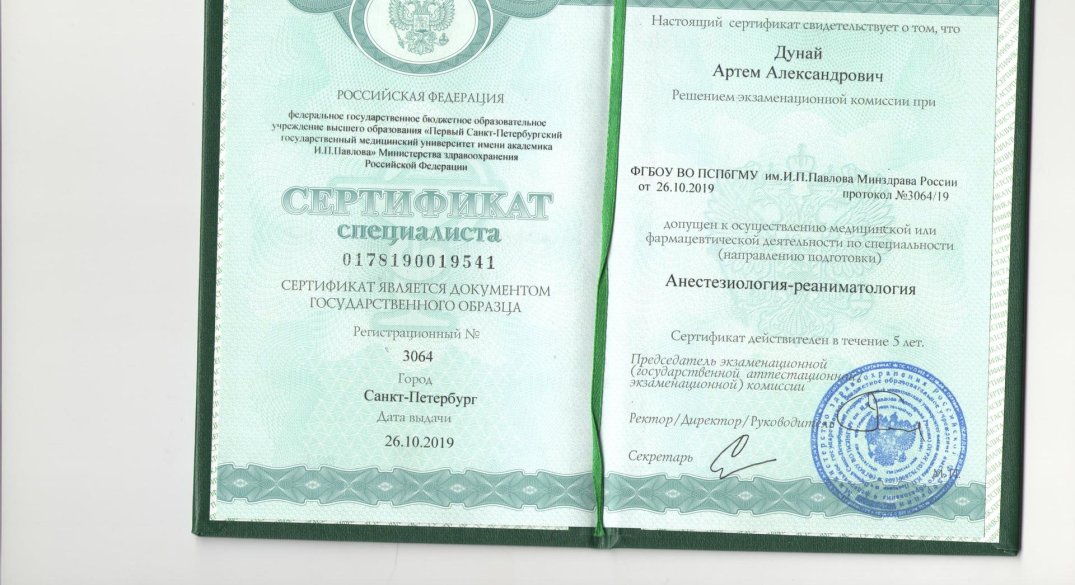 РОССИЙСКАЯ ФЕДЕРАЦИЯ
федеральное государственное бюджетное образовательное
учреждение высшего образования «Первый Санкт-Петербургский
государственный медицинский университет имени академика
И.П.Павлова» Министерства здравоохранения
Российской Федерации
СЕРТИФИКАТ
специалиста
0178190019541
СЕРТИФИКАТ ЯВЛЯЕТСЯ ДОКУМЕНТОМ
ГОСУДАРСТВЕННОГО ОБРАЗЦА
Регистрационный №
3064
Город
Санкт-Петербург
Дата выдачи
26.10.2019
Настоящий сертификат свидетельствует о том, что
Дунай
Артем Александрович
Решением экзаменационной комиссии при
ФГБОУ ВО ПСПбГМУ им.И.П.Павлова Минздрава России
от 26.10.2019 протокол №3064/19
допущен к осуществлению медицинской или
фармацевтической деятельности по специальности
(направлению подготовки)
Анестезиология-реаниматология
Сертификат действителен в течение 5 лет.
Председатель экзаменационной
(государственной аттестационной,
экзаменационной) комиссии
Ректор/Директор/Руководитель
Секретарь